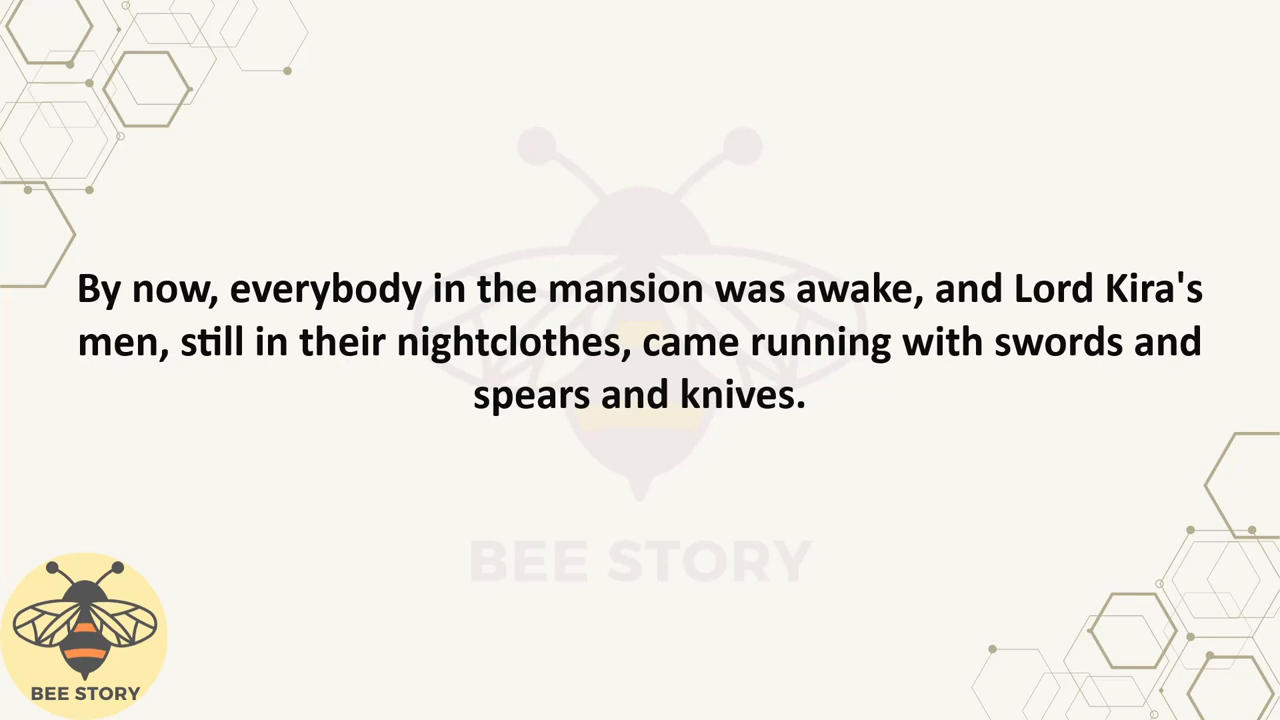 By now, everybody in the mansion was awake, and Lord Kira's
men, still in their nightclothes, came running with swords and
spears and knives.
BEE STORY
BEE STORY